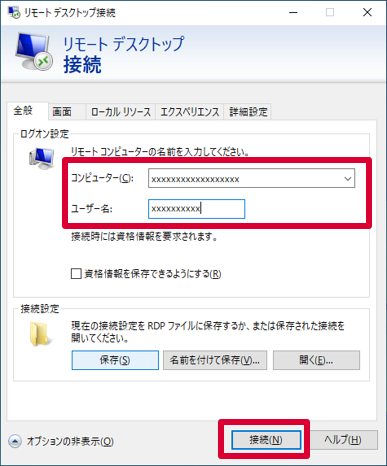 リモート デスクトップ接続
リモート デスクトップ
接続
全般 画面 ローカル リソース エクスペリエンス 詳細設定
ログオン設定
リモート コンピューターの名前を入力してください。
コンピューター(C): xxxxxxxxxxxxxxxxxx
ユーザー名: xxxxxxxxxx
接続時には資格情報を要求されます。
資格情報を保存できるようにする(R)
接続設定
現在の接続設定を RDP ファイルに保存するか、または保存された接続を
開いてください。
保存(S) 名前を付けて保存(V)... 開く(E)...
オプションの非表示(O) 接続(N) ヘルプ(H)